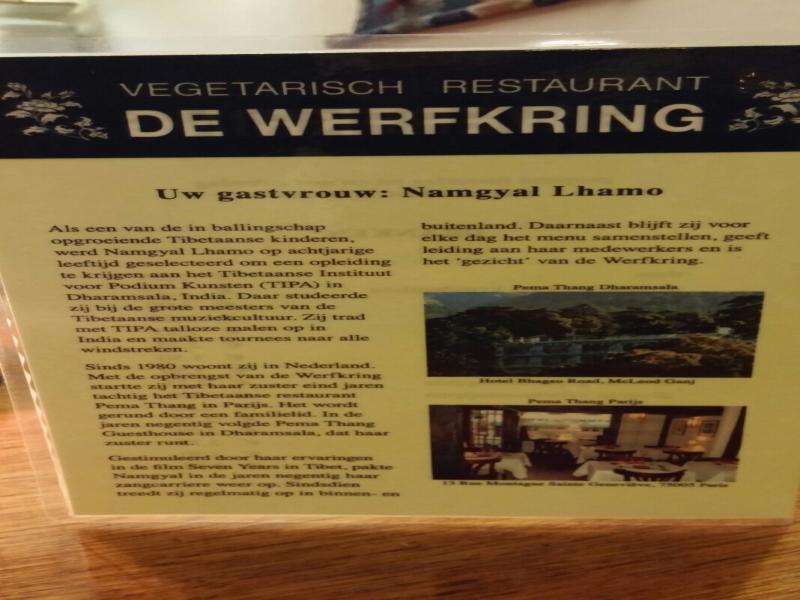 VEGETARISCH RESTAURANT
DE WERFKRING
Uw gastvrouw: Namgyal Lhamo
Als een van de in ballingschap
opgroeiende Tibetaanse kinderen,
werd Namgyal Lhamo op achtjarige
leeftijd geselecteerd om een opleiding
te krijgen aan het Tibetaanse Instituut
voor Podium Kunsten (TIPA) in
Dharamsala, India. Daar studeerde
zij bij de grote meesters van de
Tibetaanse muziekcultuur. Zij trad
met TIPA talloze malen op in
India en maakte tournees naar alle
windstreken.
Sinds 1980 woont zij in Nederland.
Met de opbrengst van de Werfkring
startte zij met haar zuster eind jaren
tachtig het Tibetaanse restaurant
Pema Thang in Parijs. Het wordt
gerund door een familielid. In de
jaren negentig volgde Pema Thang
Guesthouse in Dharamsala, dat haar
zuster runt.
Gestimuleerd door haar ervaringen
in de film Seven Years in Tibet, pakte
Namgyal in de jaren negentig haar
zangcarriere weer op. Sindsdien
treedt zij regelmatig op in binnen- en
buitenland. Daarnaast blijft zij voor
elke dag het menu samenstellen, geeft
leiding aan haar medewerkers en is
het 'gezicht' van de Werfkring.
Pema Thang Dharamsala
Hotel Bhagsu Road, McLeod Ganj
Pema Thang Parijs
13 Rue Montagne Sainte Geneviève, 75005 Paris